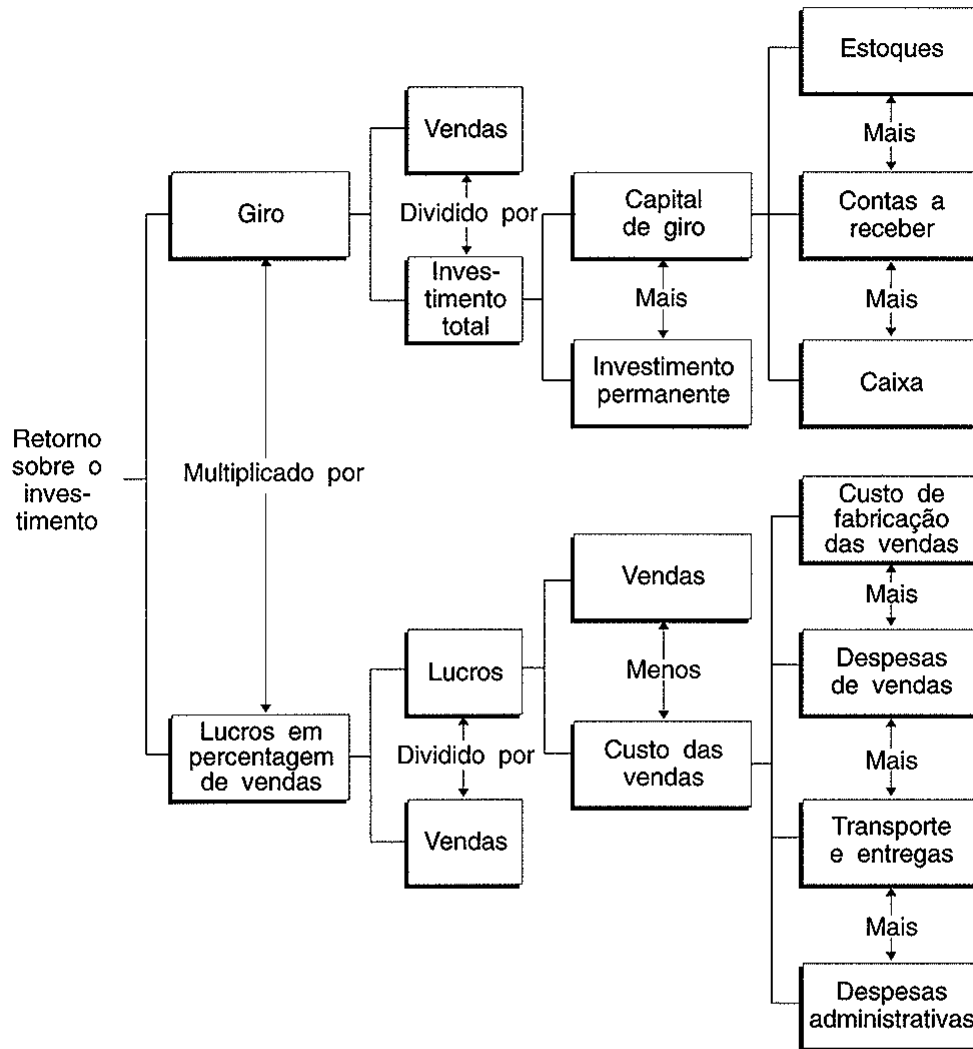 Estoques
Mais
Vendas
Giro
Dividido por
Capital
de giro
Contas a
receber
Inves-
timento
total
Mais
Mais
Investimento
permanente
Caixa
Retorno
sobre o
inves-
timento
Multiplicado por
Custo de
fabricação
das vendas
Vendas
Mais
Lucros
Menos
Despesas
de vendas
Lucros em
percentagem
de vendas
Dividido por
Custo das
vendas
Mais
Vendas
Transporte
e entregas
Mais
Despesas
administrativas